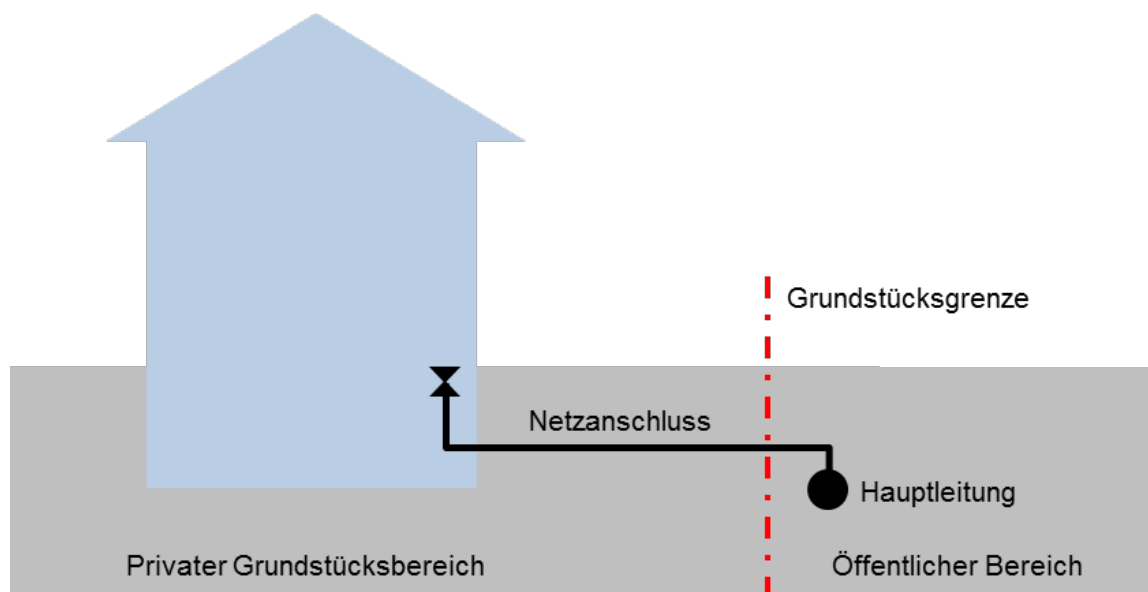 Grundstücksgrenze
Netzanschluss
Hauptleitung
Privater Grundstücksbereich
Öffentlicher Bereich